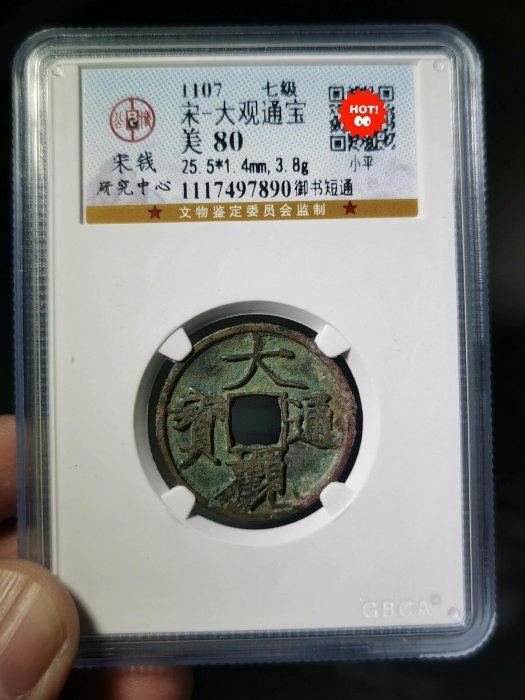 1107 七级
宋-大观通宝
美 80
HOT!
宋钱
25.5*1.4mm, 3.8g
小平
研究中心 1117497890 御书短通
★ 文物鉴定委员会监制 ★
大
寶 通
觀
GBCA